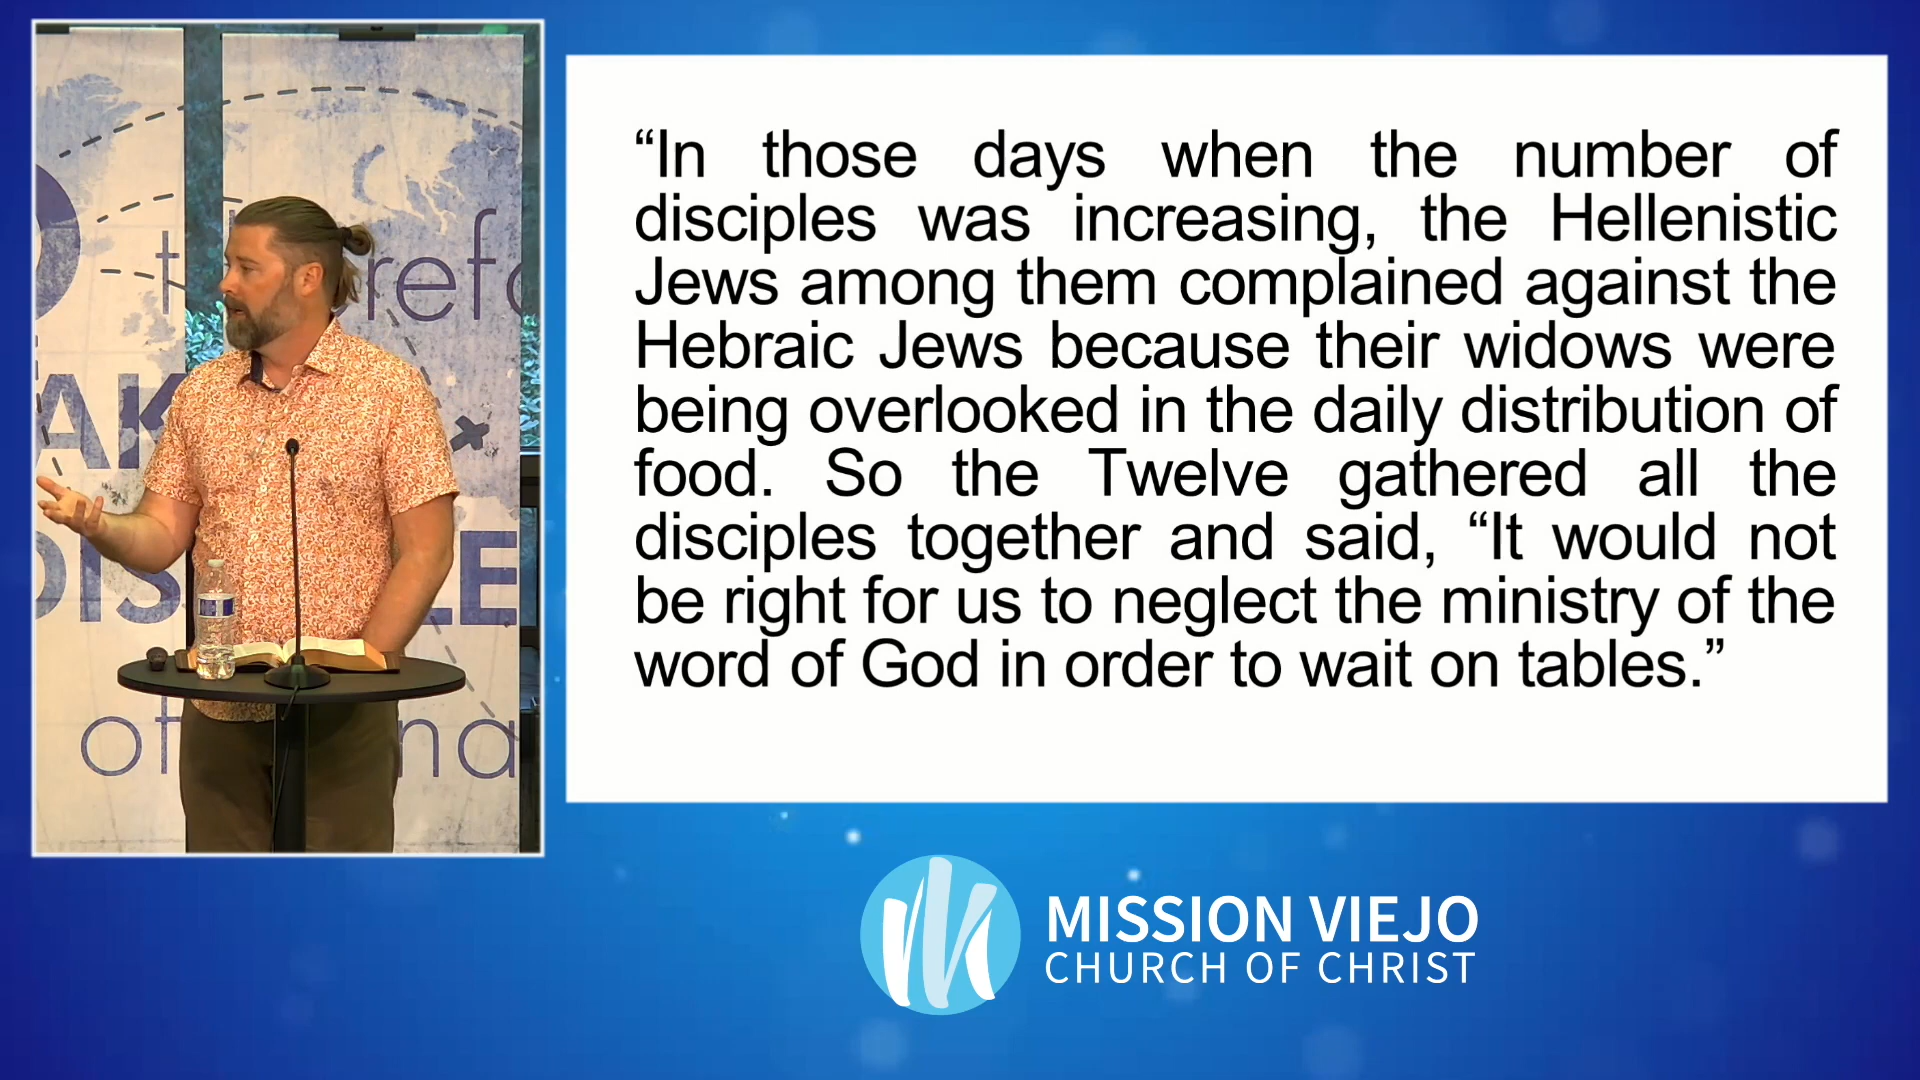 “In those days when the number of
disciples was increasing, the Hellenistic
Jews among them complained against the
Hebraic Jews because their widows were
being overlooked in the daily distribution of
food. So the Twelve gathered all the
disciples together and said, “It would not
be right for us to neglect the ministry of the
word of God in order to wait on tables.”
MISSION VIEJO
CHURCH OF CHRIST